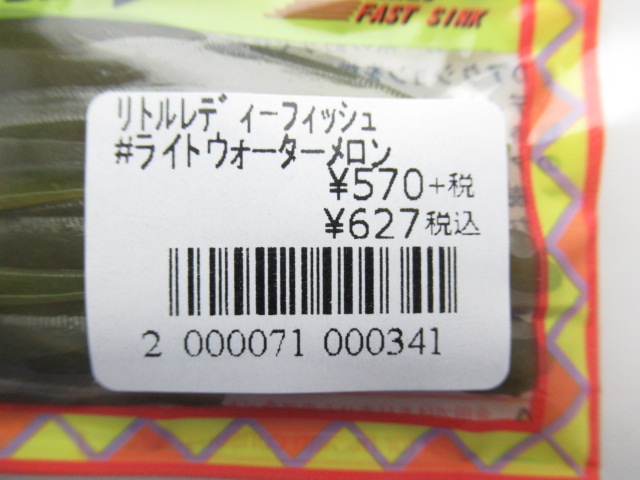 FAST SINK
リトルレディーフィッシュ
#ライトウォーターメロン
¥570+税
¥627税込
2 000071 000341